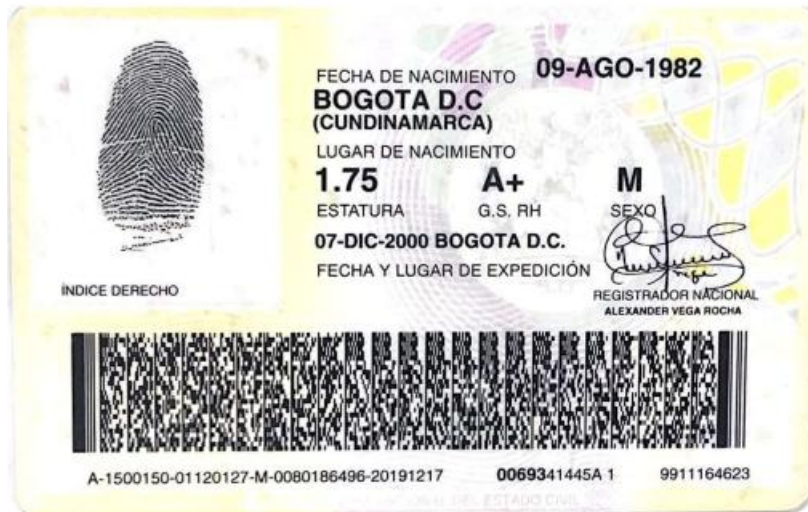 FECHA DE NACIMIENTO 09-AGO-1982
BOGOTA D.C
(CUNDINAMARCA)
LUGAR DE NACIMIENTO
1.75 A+ M
ESTATURA G.S. RH SEXO
07-DIC-2000 BOGOTA D.C.
FECHA Y LUGAR DE EXPEDICIÓN
ÍNDICE DERECHO
REGISTRADOR NACIONAL
ALEXANDER VEGA ROCHA
A-1500150-01120127-M-0080186496-20191217 0069341445A 1 9911164623